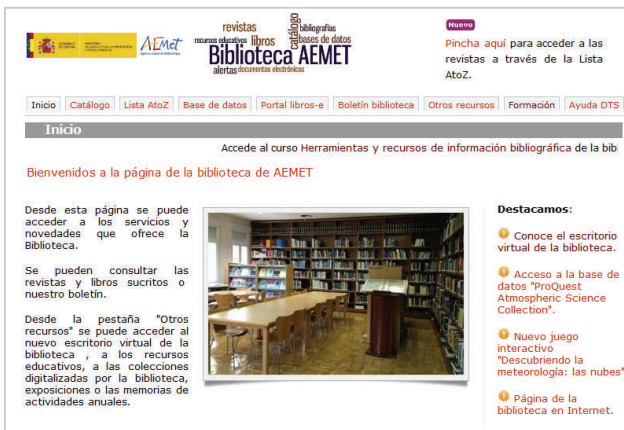 GOBIERNO DE ESPAÑA
AEmet
revistas
catálogo
bibliografías
recursos educativos libros bases de datos
Biblioteca AEMET
alertas documentos electrónicos
Nuevo
Pincha aquí para acceder a las
revistas a través de la Lista
AtoZ.
Inicio Catálogo Lista AtoZ Base de datos Portal libros-e Boletín biblioteca Otros recursos Formación Ayuda DTS
Inicio
Accede al curso Herramientas y recursos de información bibliográfica de la bib
Bienvenidos a la página de la biblioteca de AEMET
Desde esta página se puede
acceder a los servicios y
novedades que ofrece la
Biblioteca.
Se pueden consultar las
revistas y libros sucritos o
nuestro boletín.
Desde la pestaña "Otros
recursos" se puede acceder al
nuevo escritorio virtual de la
biblioteca , a los recursos
educativos, a las colecciones
digitalizadas por la biblioteca,
exposiciones o las memorias de
actividades anuales.
Destacamos:
Conoce el escritorio
virtual de la biblioteca.
Acceso a la base de
datos "ProQuest
Atmospheric Science
Collection".
Nuevo juego
interactivo
"Descubriendo la
meteorología: las nubes"
Página de la
biblioteca en Internet.